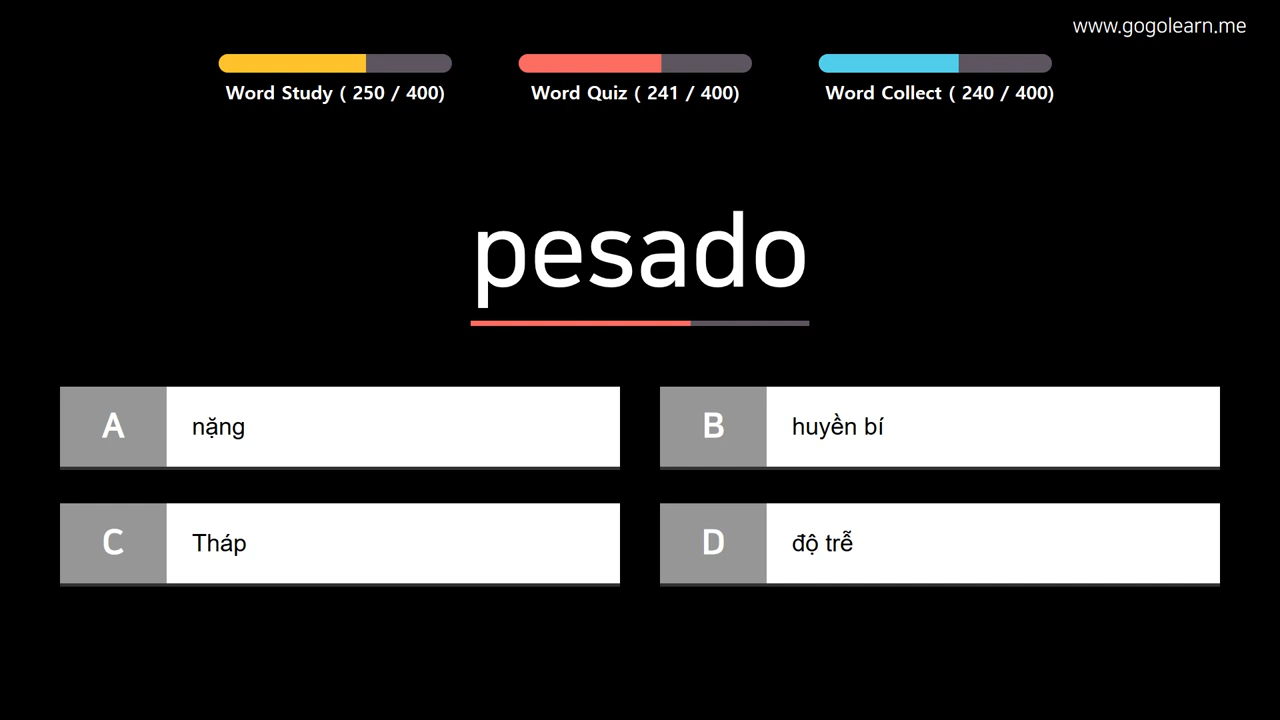 www.gogolearn.me
Word Study ( 250 / 400)
Word Quiz ( 241 / 400)
Word Collect ( 240 / 400)
pesado
A
nặng
B
huyền bí
C
Tháp
D
độ trễ